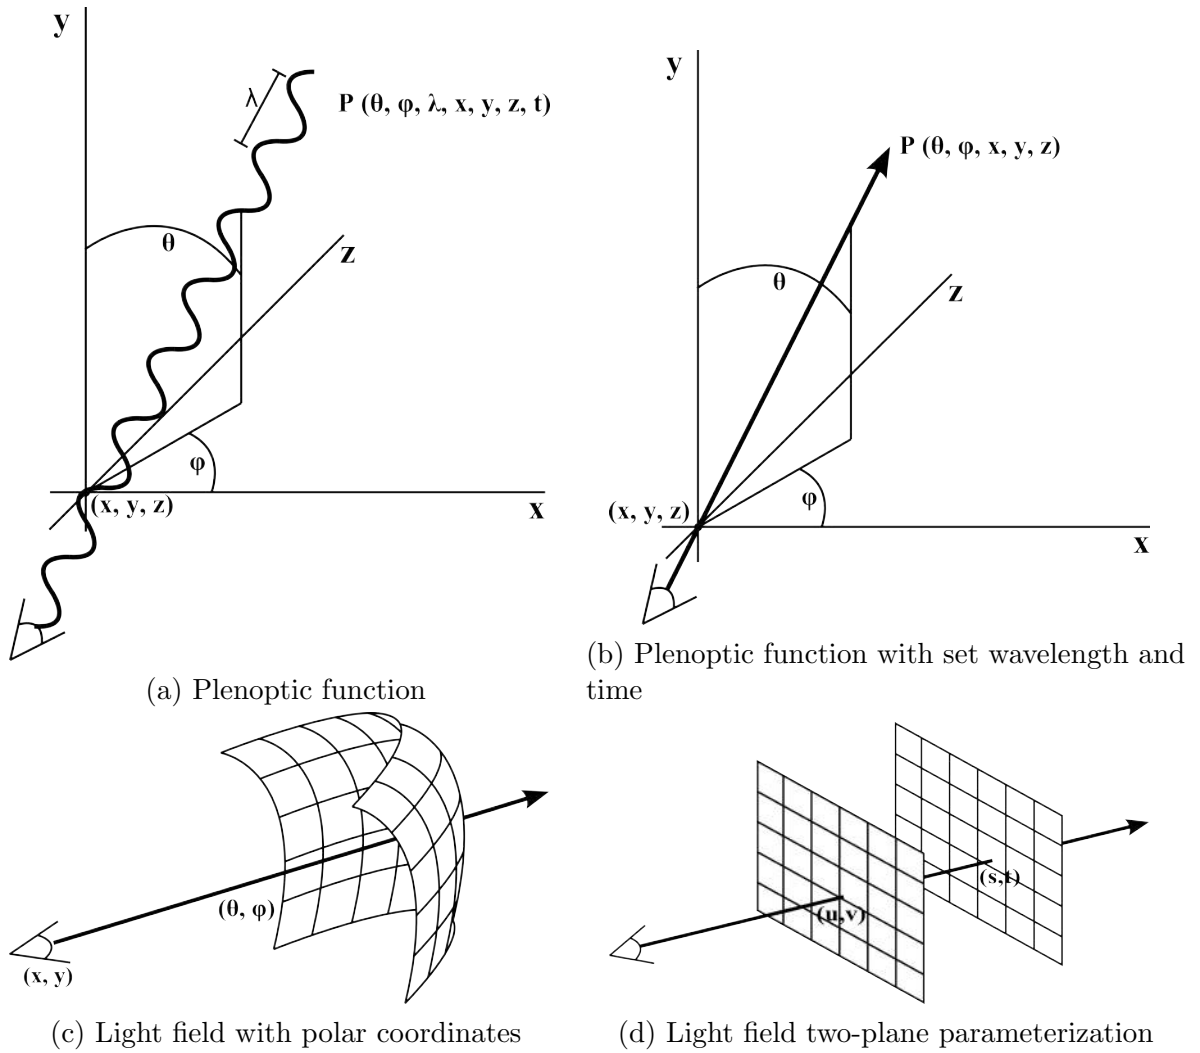 y
λ
P (θ, φ, λ, x, y, z, t)
θ
z
φ
(x, y, z)
x
(a) Plenoptic function
y
P (θ, φ, x, y, z)
θ
z
φ
(x, y, z)
x
(b) Plenoptic function with set wavelength and
time
(θ, φ)
(x, y)
(c) Light field with polar coordinates
(s,t)
(u,v)
(d) Light field two-plane parameterization